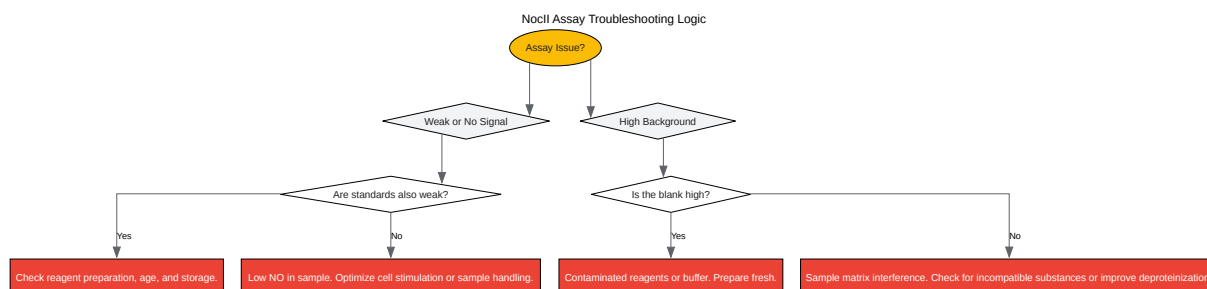 NocII Assay Troubleshooting Logic
Assay Issue?
Weak or No Signal
High Background
Are standards also weak?
Is the blank high?
Yes
No
Yes
No
Check reagent preparation, age, and storage.
Low NO in sample. Optimize cell stimulation or sample handling.
Contaminated reagents or buffer. Prepare fresh.
Sample matrix interference. Check for incompatible substances or improve deproteinization